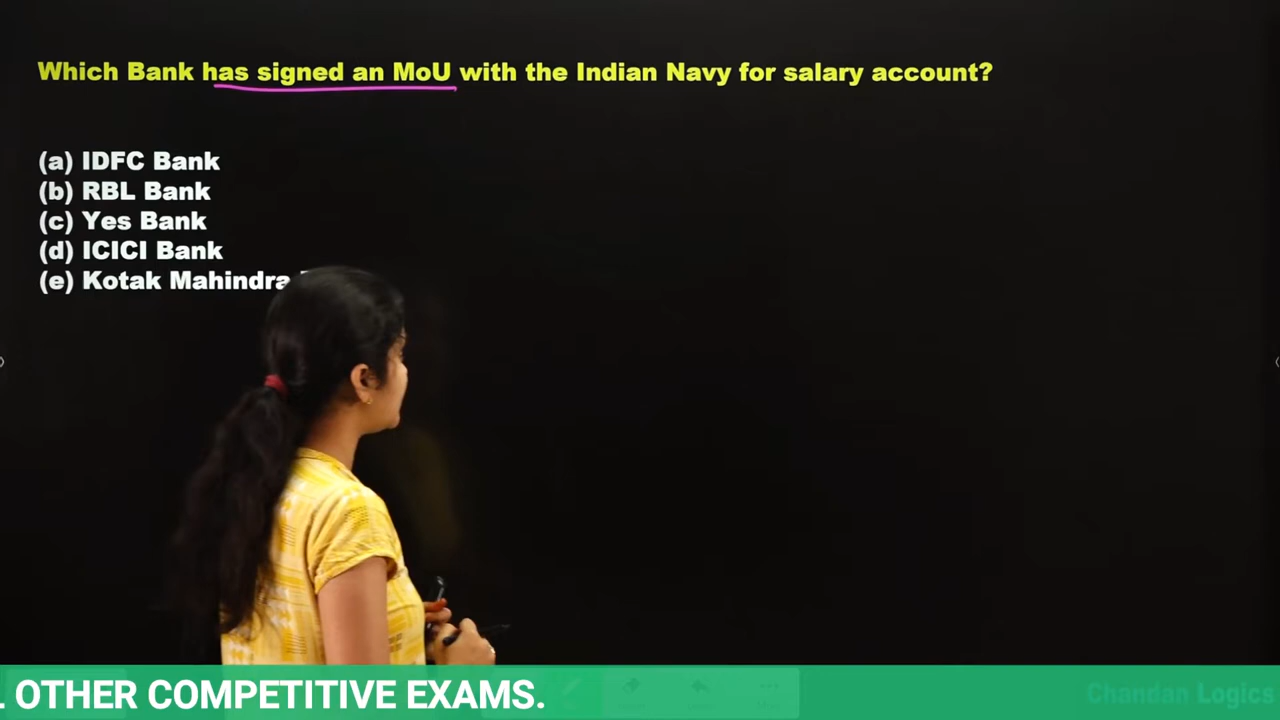 Which Bank has signed an MoU with the Indian Navy for salary account?
(a) IDFC Bank
(b) RBL Bank
(c) Yes Bank
(d) ICICI Bank
(e) Kotak Mahindra
OTHER COMPETITIVE EXAMS.
Chandan Logics